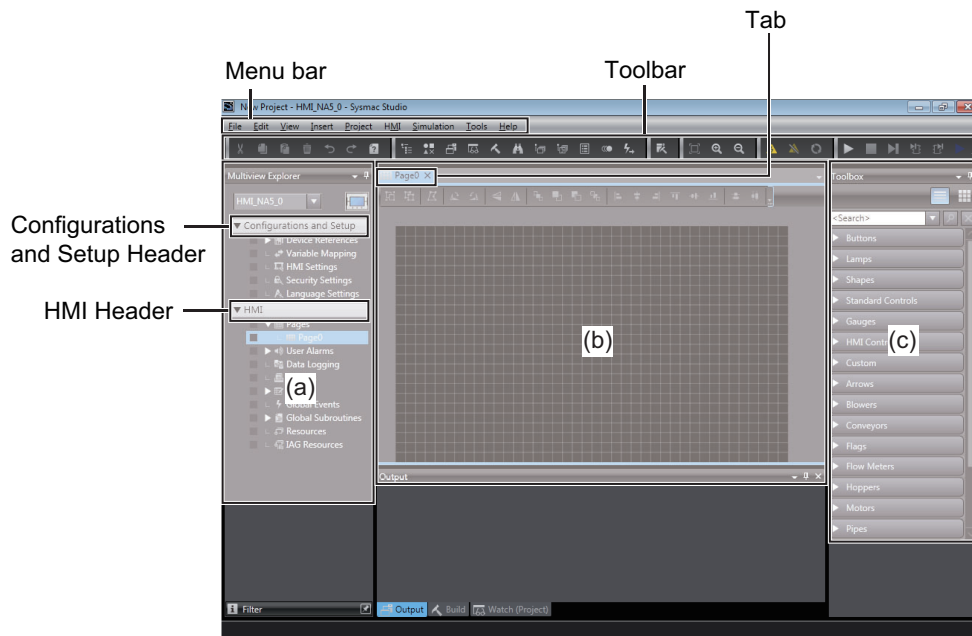 Tab
Menu bar
Toolbar
New Project - HMI_NA5_0 - Sysmac Studio
File Edit View Insert Project HMI Simulation Tools Help
Multiview Explorer
Page0
Toolbox
HMI_NA5_0
<Search>
Configurations and Setup Header
Configurations and Setup
Device References
Variable Mapping
HMI Settings
Security Settings
Language Settings
HMI Header
HMI
Pages
Page0
User Alarms
Data Logging
(a)
Global Events
Global Subroutines
Resources
IAG Resources
(b)
Buttons
Lamps
Shapes
Standard Controls
Gauges
HMI
(c)
Custom
Arrows
Blowers
Conveyors
Flags
Flow Meters
Hoppers
Motors
Pipes
Output
Filter
Output Build Watch (Project)